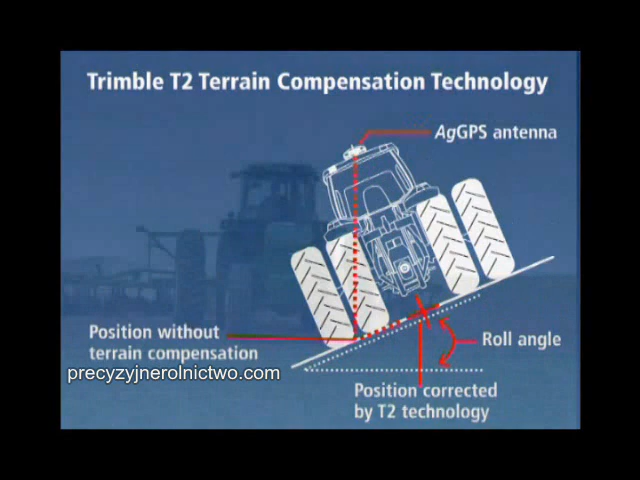 Trimble T2 Terrain Compensation Technology
AgGPS antenna
Position without
terrain compensation
Roll angle
precyzyjnerolnictwo.com
Position corrected
by T2 technology